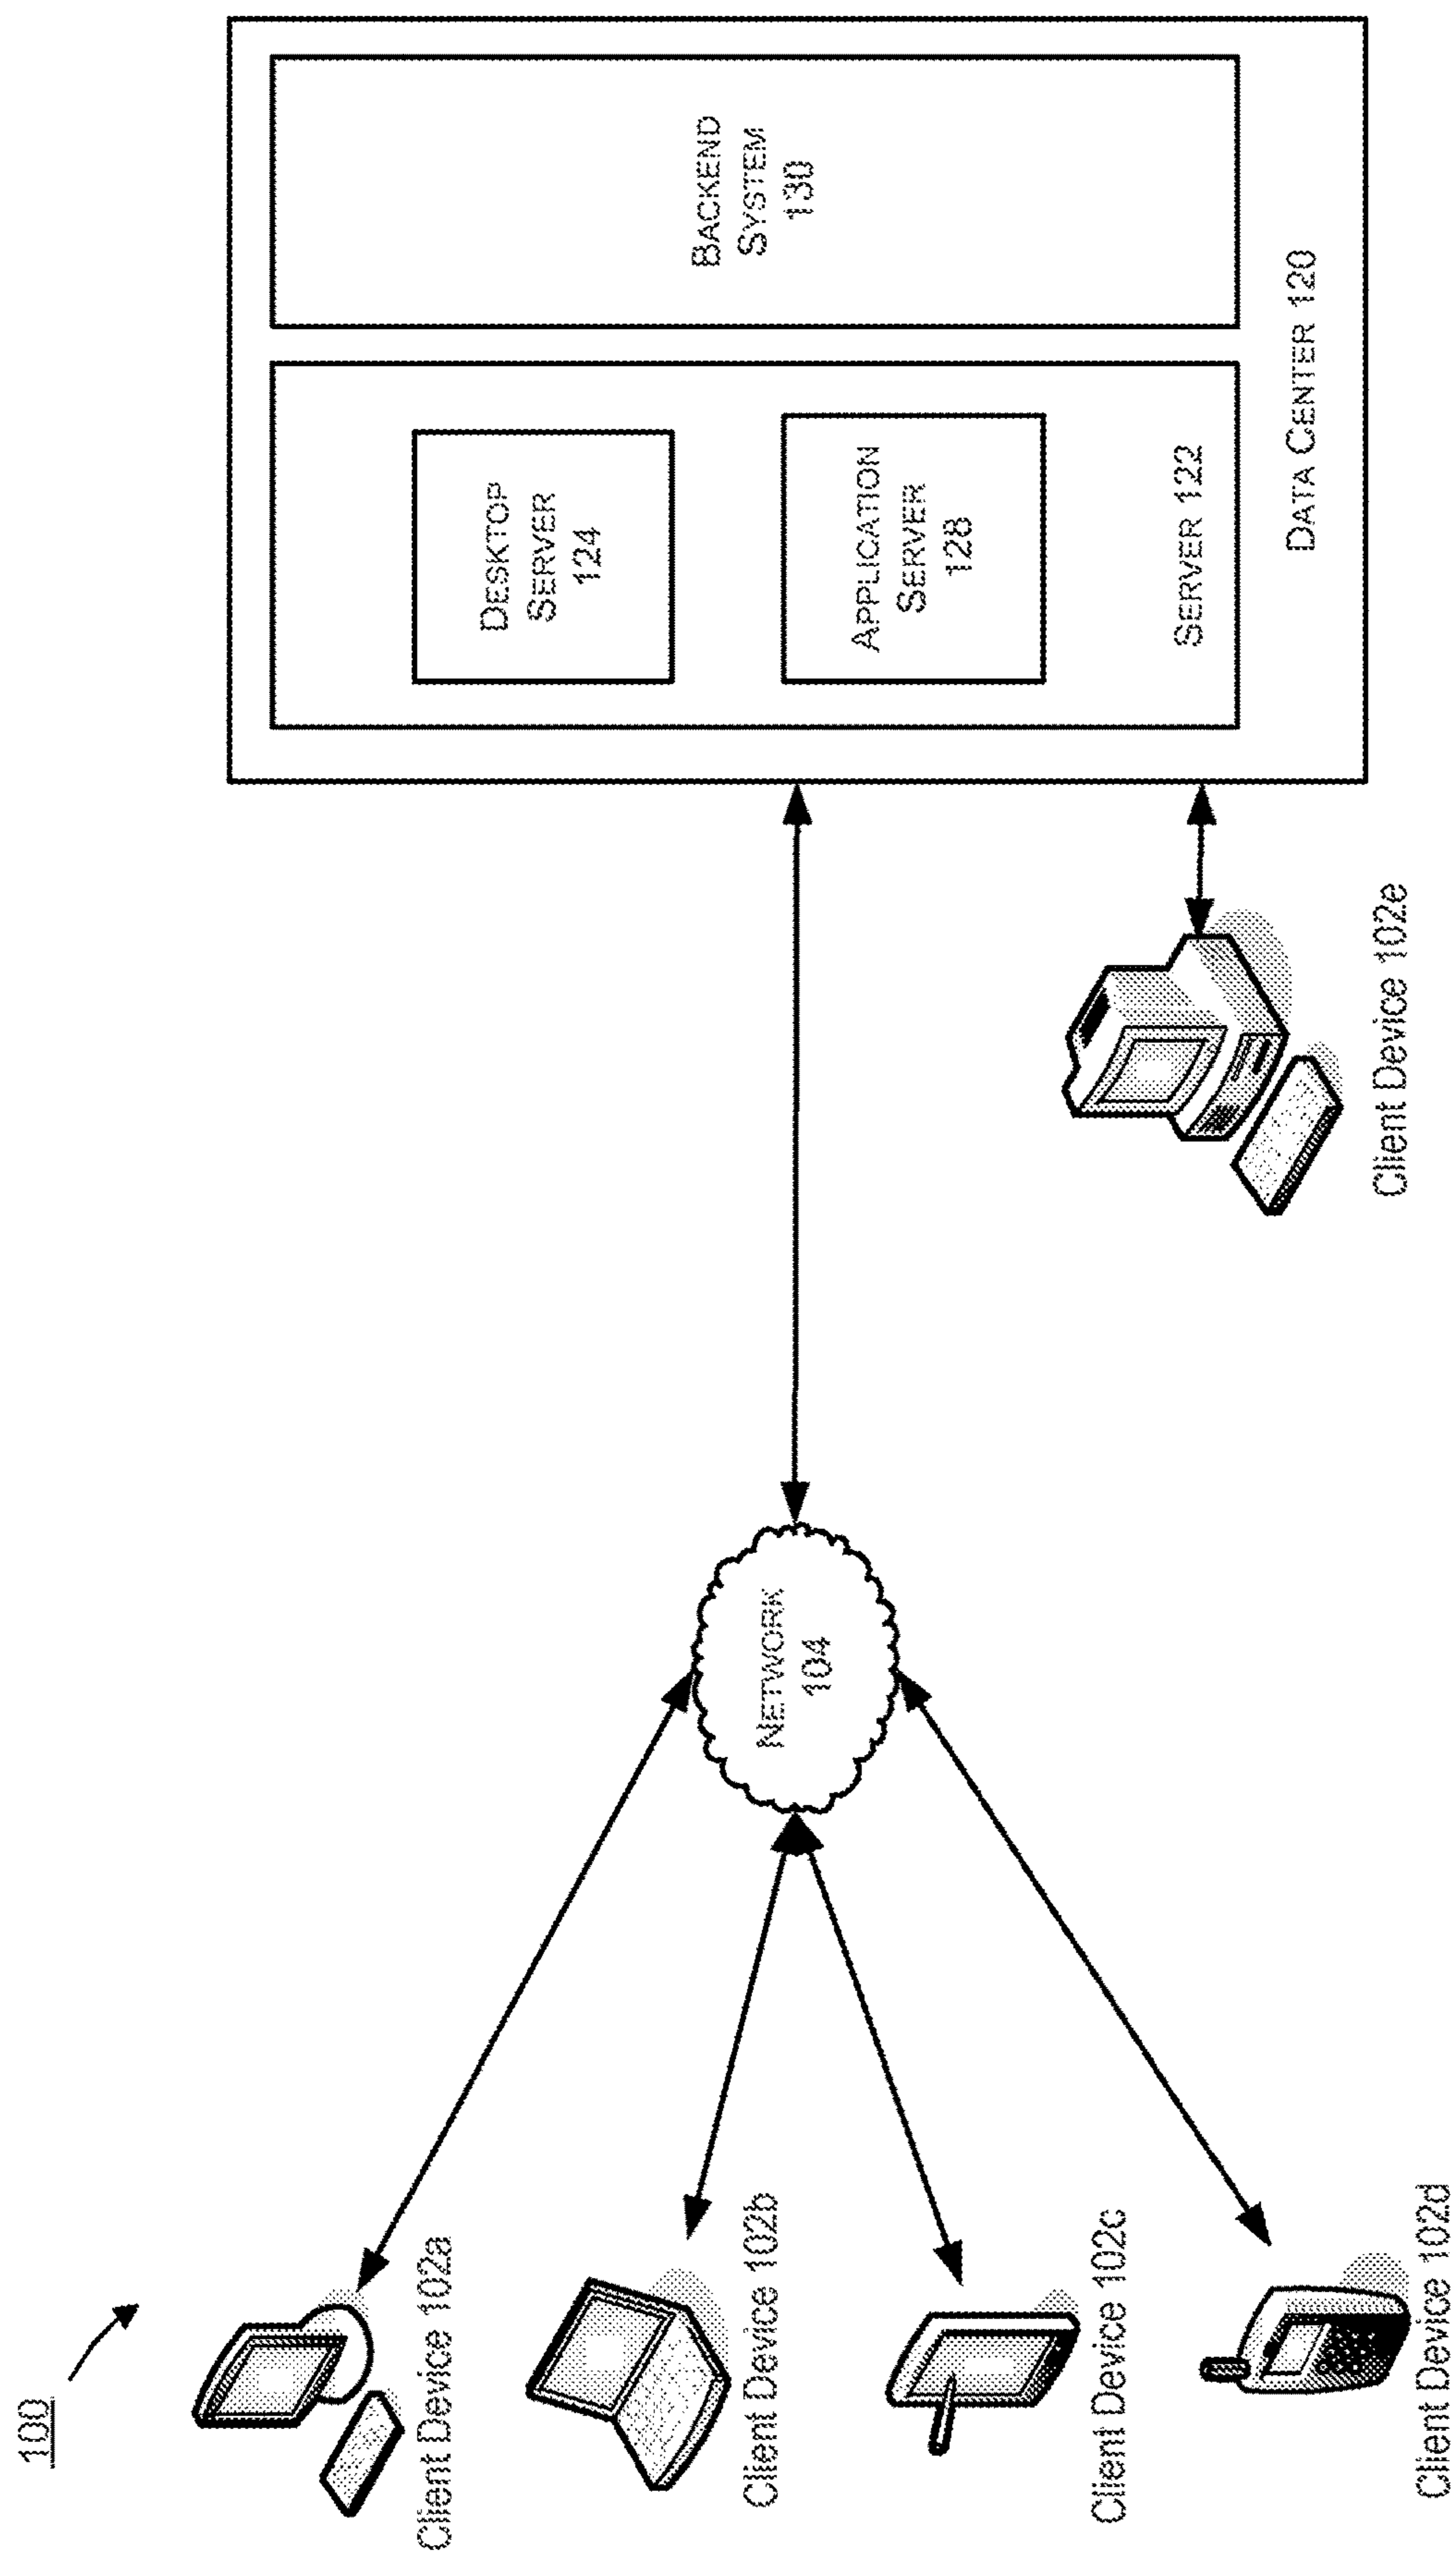 100
Client Device 102a
Client Device 102b
Client Device 102c
Client Device 102d
NETWORK
104
Client Device 102e
DESKTOP
SERVER
124
APPLICATION
SERVER
128
SERVER 122
BACKEND
SYSTEM
130
DATA CENTER 120